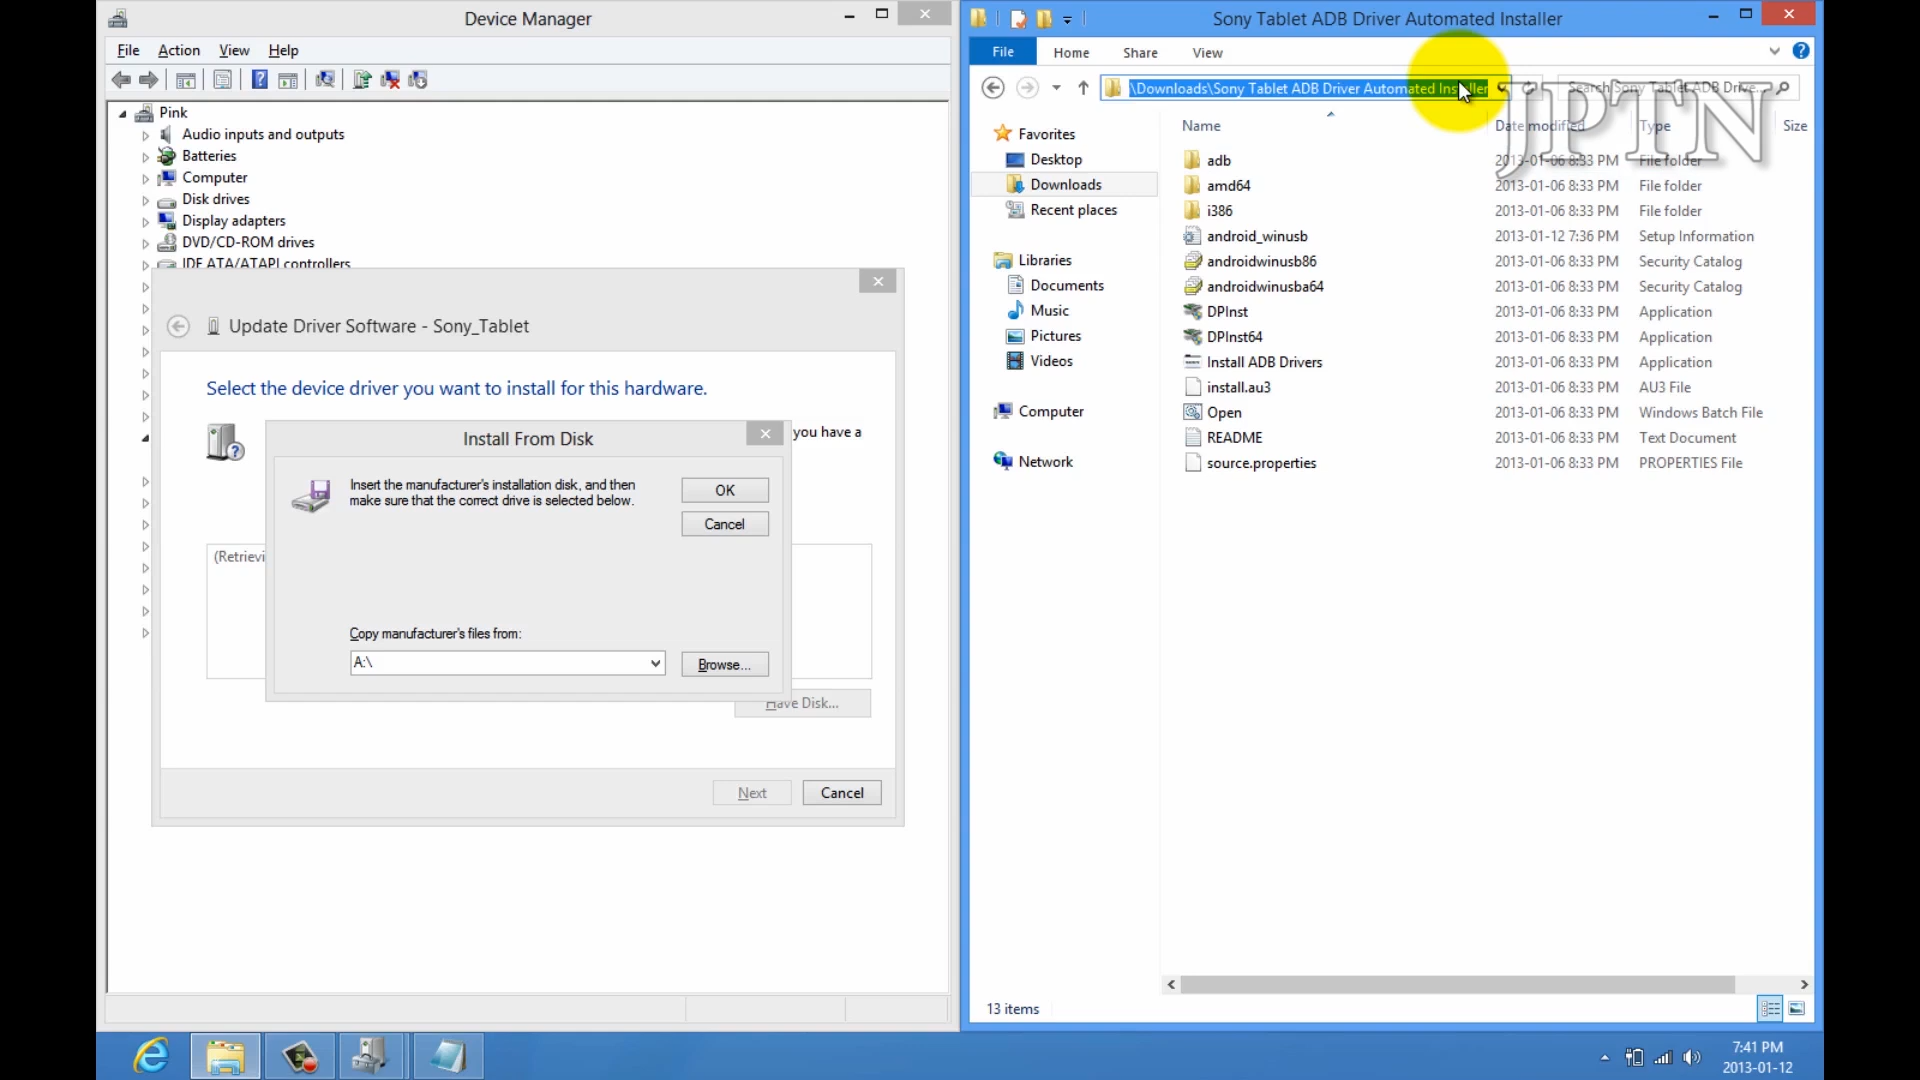 Device Manager
File Action View Help
Pink
Audio inputs and outputs
Batteries
Computer
Disk drives
Display adapters
DVD/CD-ROM drives
IDE ATA/ATAPI controllers
Update Driver Software - Sony_Tablet
Select the device driver you want to install for this hardware.
you have a
Install From Disk
Insert the manufacturer's installation disk, and then
make sure that the correct drive is selected below.
OK
Cancel
(Retrievi
Copy manufacturer's files from:
A:\
Browse...
Have Disk...
Next Cancel
Sony Tablet ADB Driver Automated Installer
File Home Share View
\Downloads\Sony Tablet ADB Driver Automated Installer
Search Sony Tablet ADB Drive...
JPTN
Favorites
Desktop
Downloads
Recent places
Libraries
Documents
Music
Pictures
Videos
Computer
Network
Name Date modified Type Size
adb 2013-01-06 8:33 PM File folder
amd64 2013-01-06 8:33 PM File folder
i386 2013-01-06 8:33 PM File folder
android_winusb 2013-01-12 7:36 PM Setup Information
androidwinusb86 2013-01-06 8:33 PM Security Catalog
androidwinusba64 2013-01-06 8:33 PM Security Catalog
DPInst 2013-01-06 8:33 PM Application
DPInst64 2013-01-06 8:33 PM Application
Install ADB Drivers 2013-01-06 8:33 PM Application
install.au3 2013-01-06 8:33 PM AU3 File
Open 2013-01-06 8:33 PM Windows Batch File
README 2013-01-06 8:33 PM Text Document
source.properties 2013-01-06 8:33 PM PROPERTIES File
13 items
7:41 PM
2013-01-12